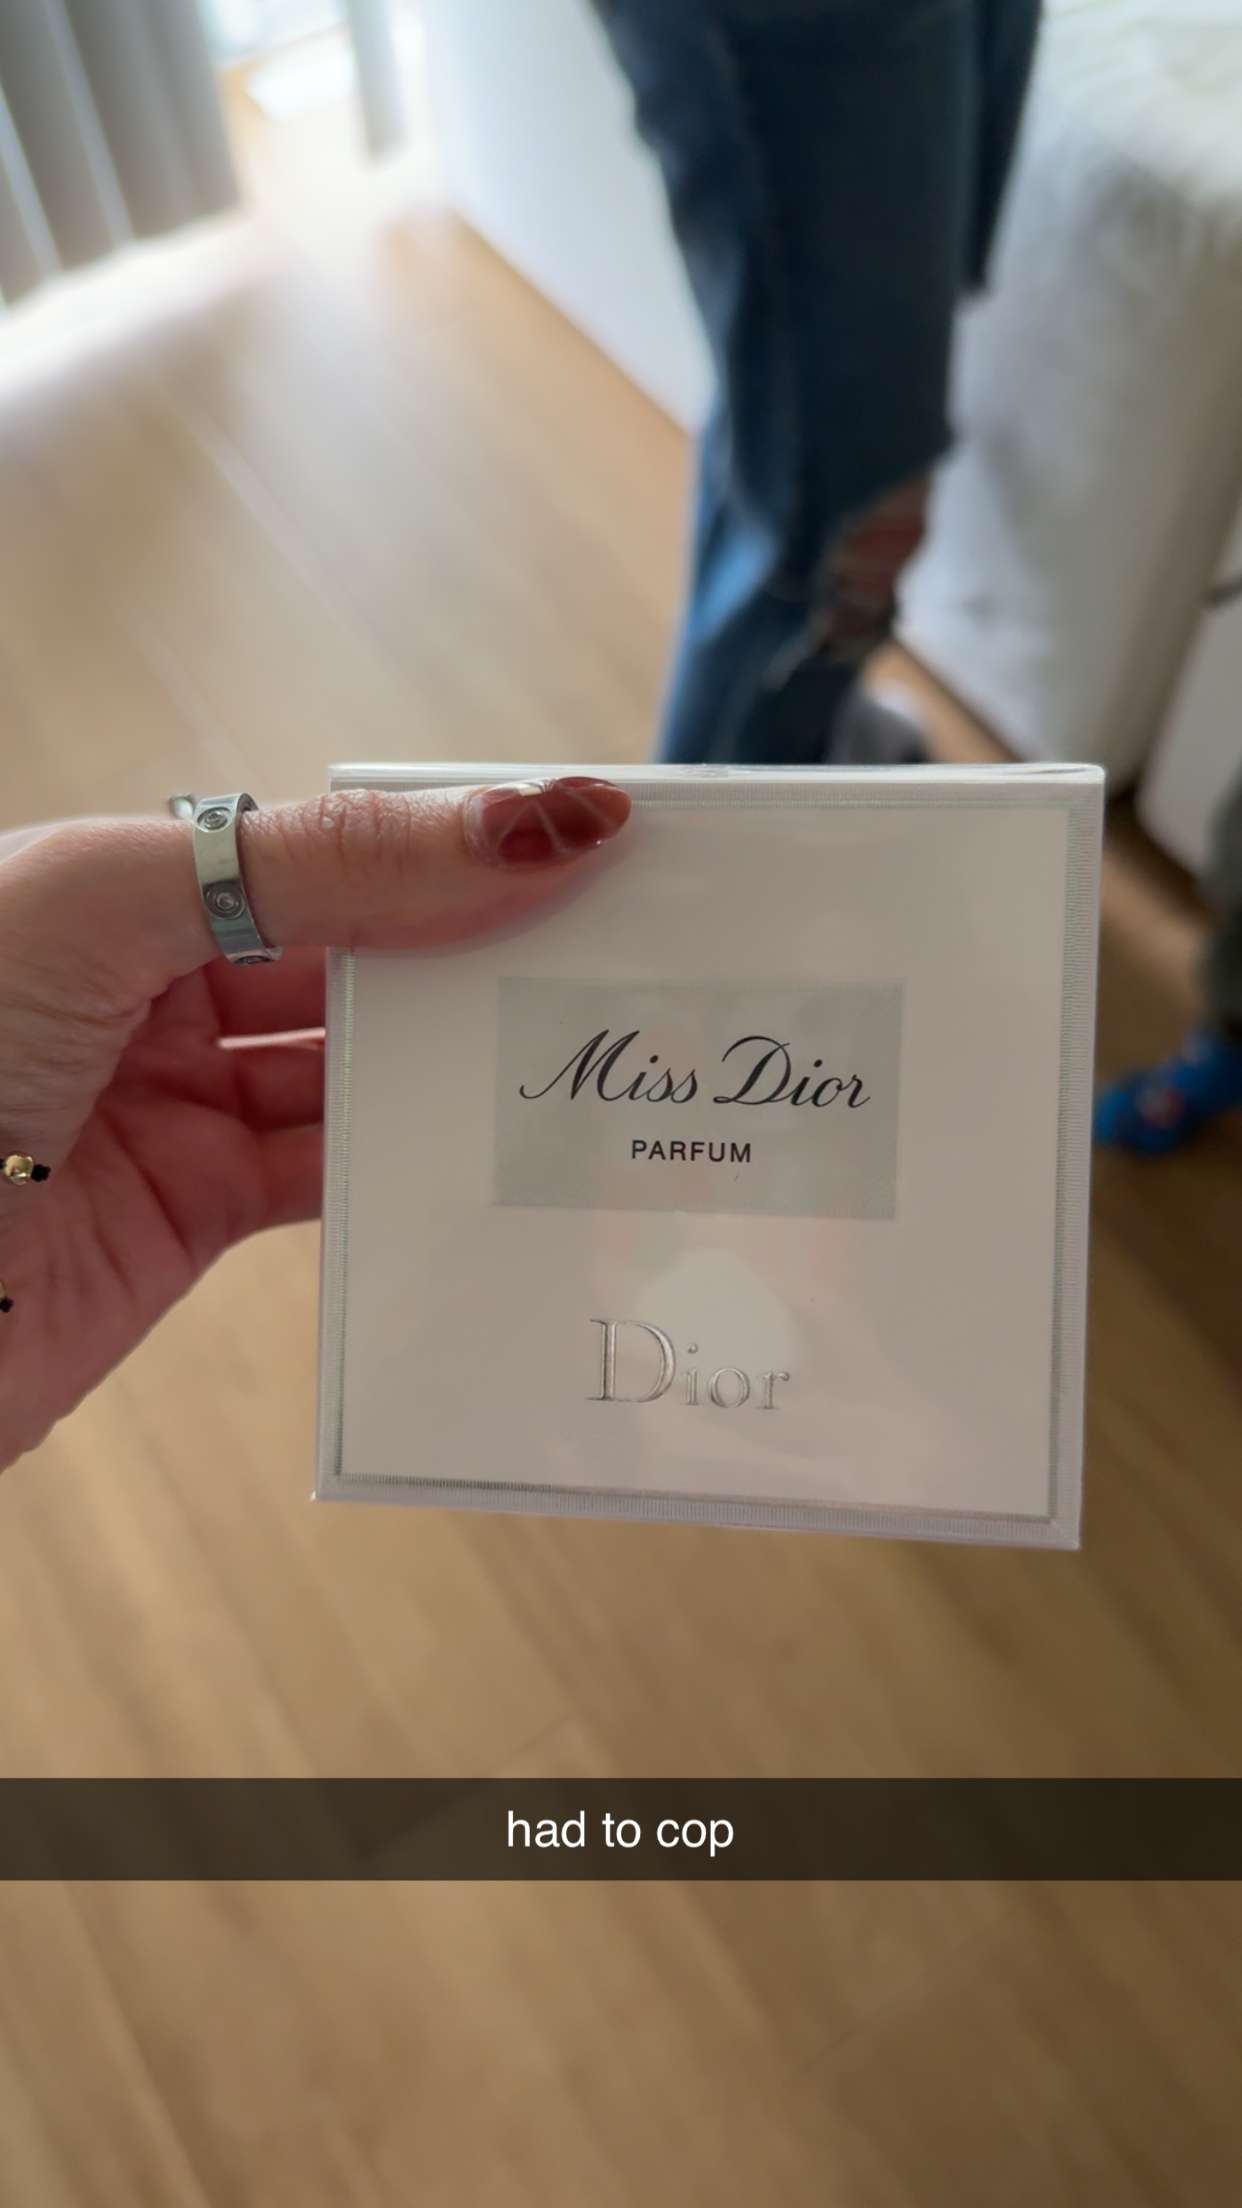 Miss Dior
PARFUM
Dior
had to cop